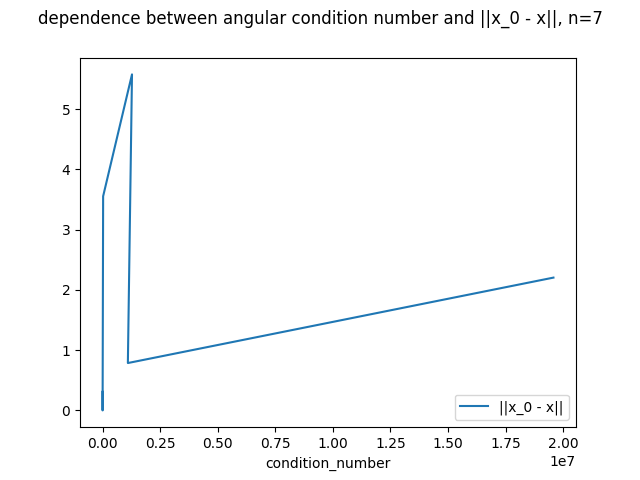 dependence between angular condition number and ||x_0 - x||, n=7
5
4
3
2
1
0
||x_0 - x||
0.00 0.25 0.50 0.75 1.00 1.25 1.50 1.75 2.00
1e7
condition_number